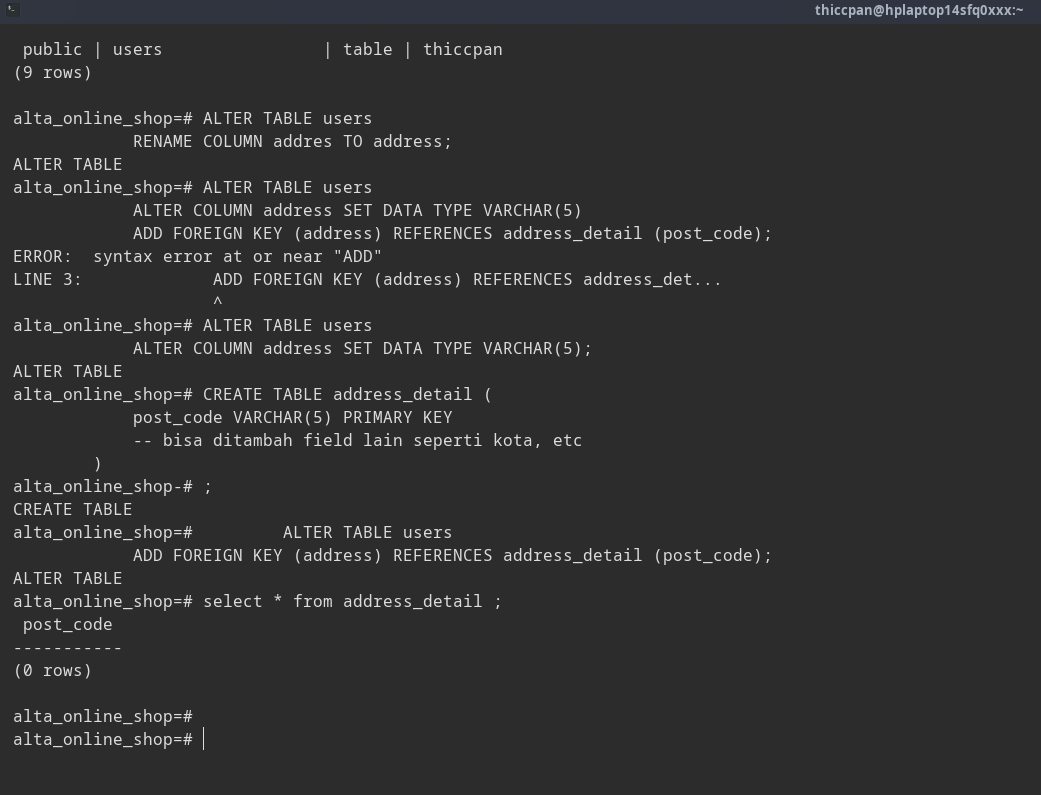 thiccpan@hplaptop14sfq0xxx:~
 public | users                | table | thiccpan
(9 rows)
alta_online_shop=# ALTER TABLE users
            RENAME COLUMN addres TO address;
ALTER TABLE
alta_online_shop=# ALTER TABLE users
            ALTER COLUMN address SET DATA TYPE VARCHAR(5)
            ADD FOREIGN KEY (address) REFERENCES address_detail (post_code);
ERROR:  syntax error at or near "ADD"
LINE 3:             ADD FOREIGN KEY (address) REFERENCES address_det...
                    ^
alta_online_shop=# ALTER TABLE users
            ALTER COLUMN address SET DATA TYPE VARCHAR(5);
ALTER TABLE
alta_online_shop=# CREATE TABLE address_detail (
            post_code VARCHAR(5) PRIMARY KEY
            -- bisa ditambah field lain seperti kota, etc
        )
alta_online_shop-# ;
CREATE TABLE
alta_online_shop=#         ALTER TABLE users
            ADD FOREIGN KEY (address) REFERENCES address_detail (post_code);
ALTER TABLE
alta_online_shop=# select * from address_detail ;
 post_code
-----------
(0 rows)
alta_online_shop=#
alta_online_shop=#